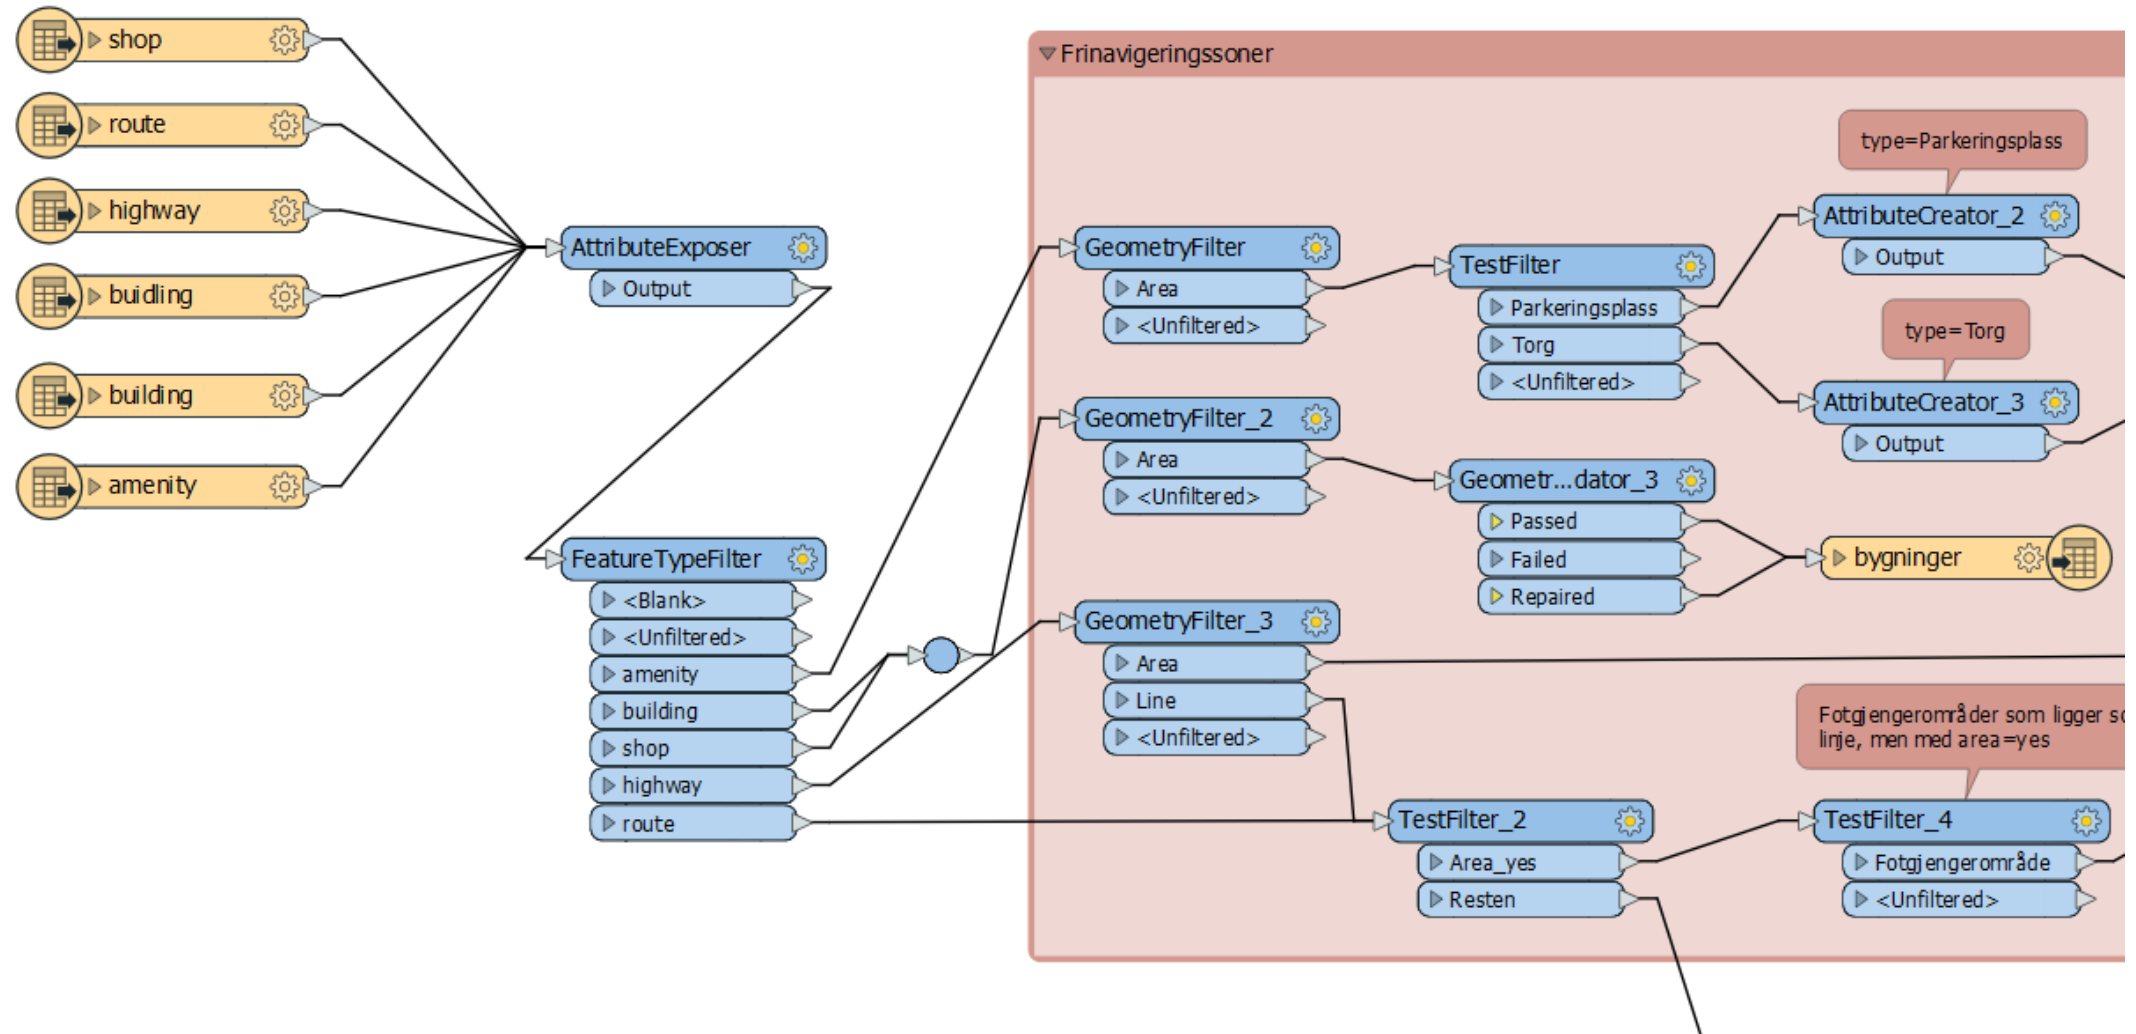 shop
route
highway
buidling
building
amenity
AttributeExposer
Output
FeatureTypeFilter
<Blank>
<Unfiltered>
amenity
building
shop
highway
route
Frinavigeringssoner
GeometryFilter
Area
<Unfiltered>
GeometryFilter_2
Area
<Unfiltered>
GeometryFilter_3
Area
Line
<Unfiltered>
TestFilter
Parkeringsplass
Torg
<Unfiltered>
Geometr...dator_3
Passed
Failed
Repaired
TestFilter_2
Area_yes
Resten
type=Parkeringsplass
AttributeCreator_2
Output
type=Torg
AttributeCreator_3
Output
bygninger
Fotgjengerområder som ligger
linje, men med area=yes
TestFilter_4
Fotgjengerområde
<Unfiltered>